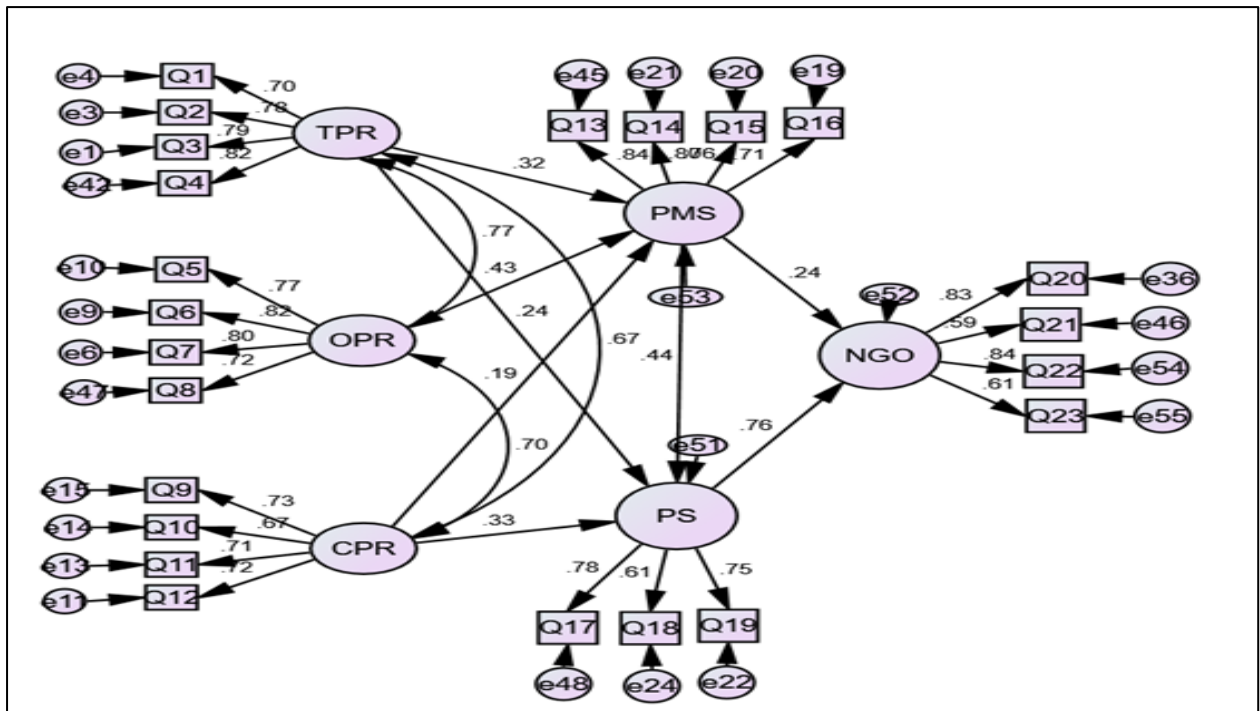 e4 Q1 .70
e3 Q2 .78
e1 Q3 .79
e42 Q4 .82
TPR
e45 e21 e20 e19
Q13 Q14 Q15 Q16
.84 .71
PMS
.32
.77
.43
.24
.67
.44
.19
.70
.33
e10 Q5 .77
e9 Q6 .82
e6 Q7 .80
e47 Q8 .72
OPR
e53
.24
e52
NGO
.83 Q20 e36
.59 Q21 e46
.84 Q22 e54
.61 Q23 e55
.76
e51
PS
e15 Q9 .73
e14 Q10 .67
e13 Q11 .71
e11 Q12 .72
CPR
.78 .61 .75
Q17 Q18 Q19
e48 e24 e22